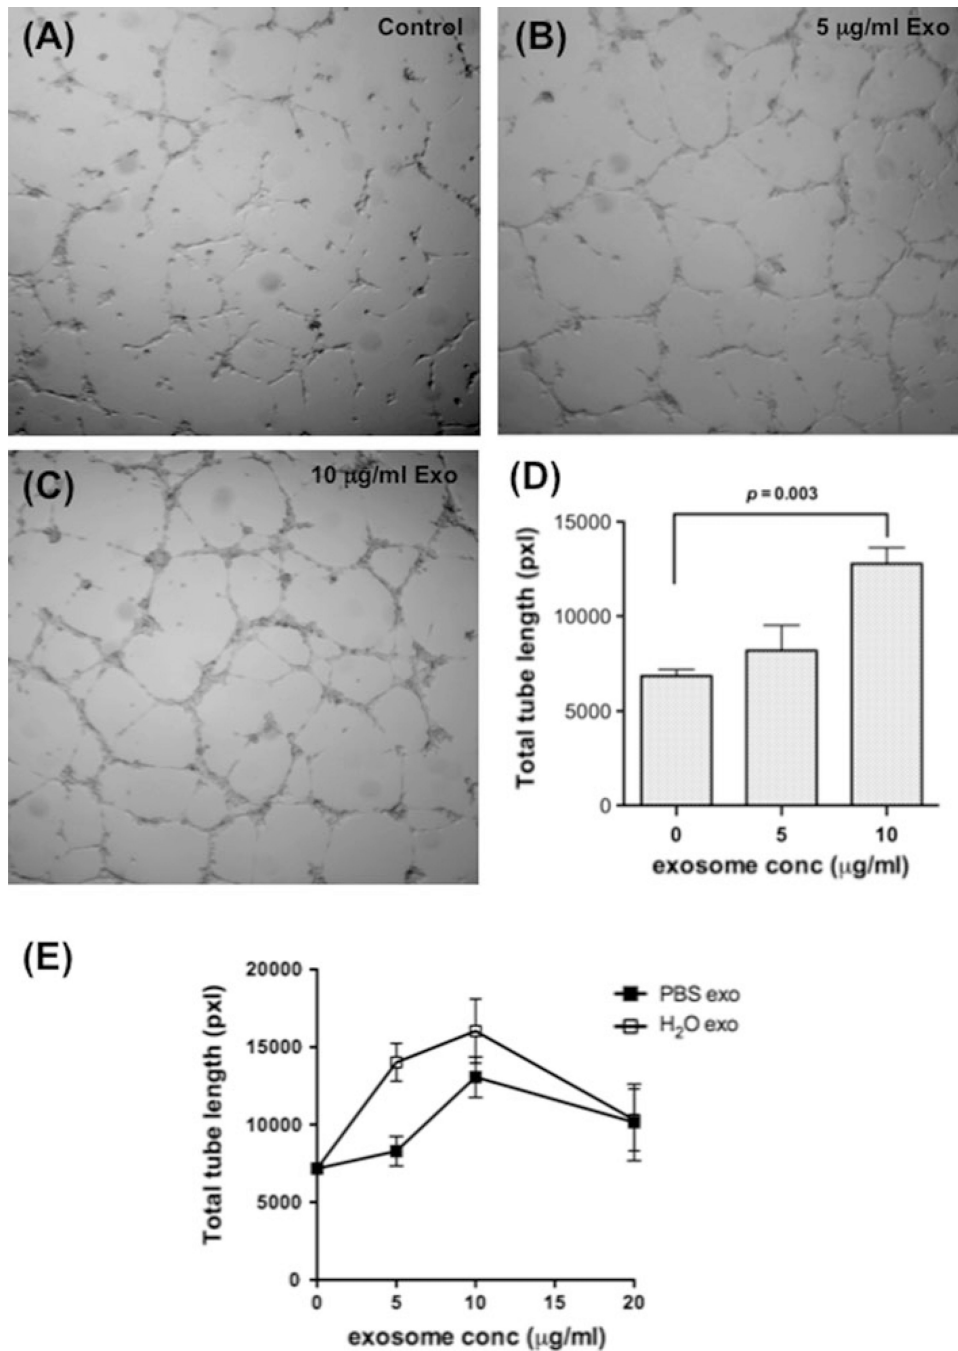 (A)
Control
(B)
5 μg/ml Exo
(C)
10 μg/ml Exo
(D)
p = 0.003
15000
10000
5000
0
Total tube length (pxl)
0 5 10
exosome conc (μg/ml)
(E)
20000
15000
10000
5000
0
Total tube length (pxl)
PBS exo
H₂O exo
0 5 10 15 20
exosome conc (μg/ml)